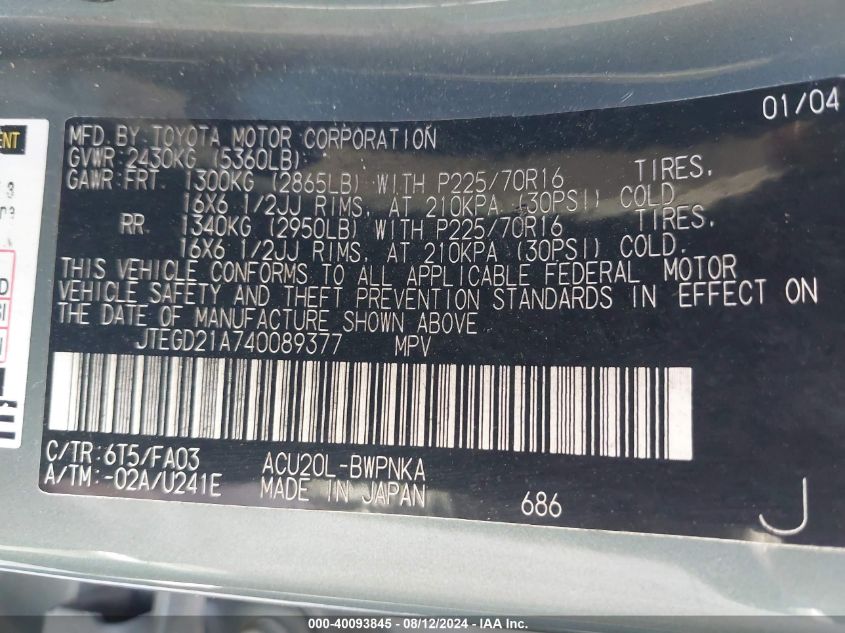 01/04
MFD. BY TOYOTA MOTOR CORPORATION
GVWR 2430KG (5360LB)
GAWR FRT. 1300KG (2865LB) WITH P225/70R16 TIRES,
16X6 1/2JJ RIMS, AT 210KPA (30PSI) COLD
RR. 1340KG (2950LB) WITH P225/70R16 TIRES,
16X6 1/2JJ RIMS, AT 210KPA (30PSI) COLD.
THIS VEHICLE CONFORMS TO ALL APPLICABLE FEDERAL MOTOR
VEHICLE SAFETY AND THEFT PREVENTION STANDARDS IN EFFECT ON
THE DATE OF MANUFACTURE SHOWN ABOVE
JTEGD21A740089377 MPV
C/TR:6T5/FA03 ACU20L-BWPNKA
A/TM:-02A/U241E MADE IN JAPAN 686
J
000-40093845 - 08/12/2024 - IAAI.COM